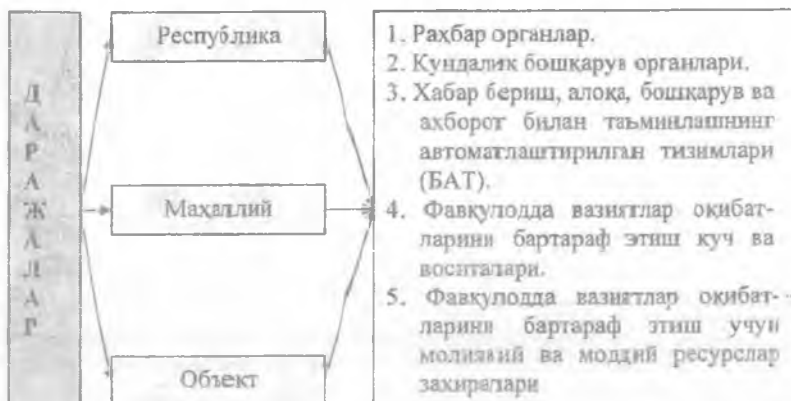 ДАРАЖАЛАР
Республика
Маҳаллий
Объект
1. Раҳбар органлар.
2. Кундалик бошқарув органлари.
3. Хабар бериш, алоқа, бошқарув ва
ахборот билан таъминлашнинг
автоматлаштирилган тизимлари
(БАТ).
4. Фавқулодда вазиятлар оқибат-
ларини бартараф этиш куч ва
воситалари.
5. Фавқулодда вазиятлар оқибат-
ларини бартараф этиш учун
молиявий ва моддий ресурслар
захиралари